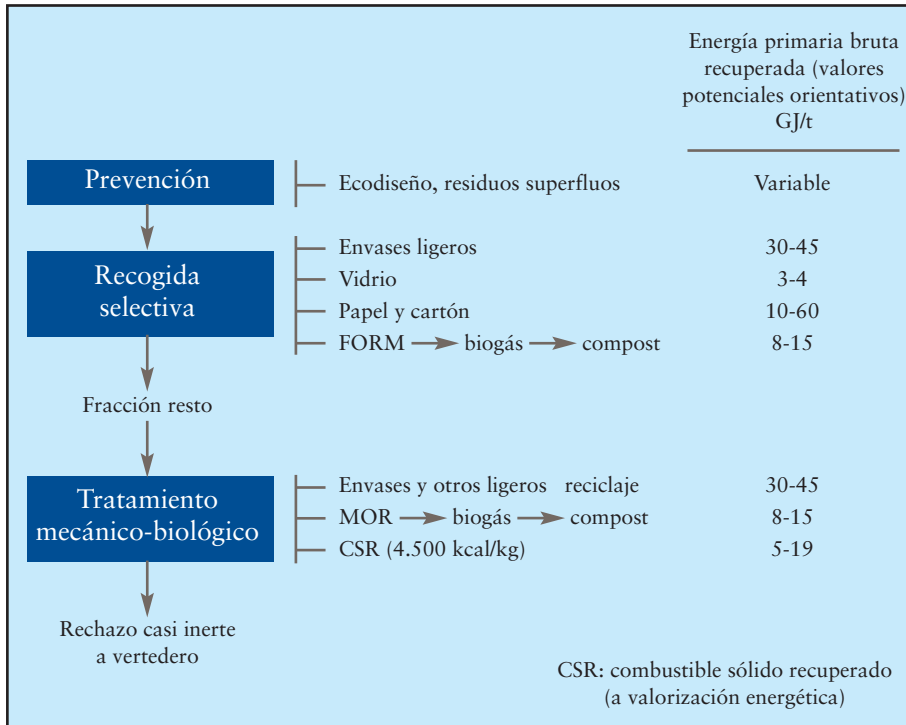 Energía primaria bruta
recuperada (valores
potenciales orientativos)
GJ/t
Prevención
Ecodiseño, residuos superfluos
Variable
Recogida
selectiva
Envases ligeros
30-45
Vidrio
3-4
Papel y cartón
10-60
FORM biogás compost
8-15
Fracción resto
Tratamiento
mecánico-biológico
Envases y otros ligeros reciclaje
30-45
MOR biogás compost
8-15
CSR (4.500 kcal/kg)
5-19
Rechazo casi inerte
a vertedero
CSR: combustible sólido recuperado
(a valorización energética)